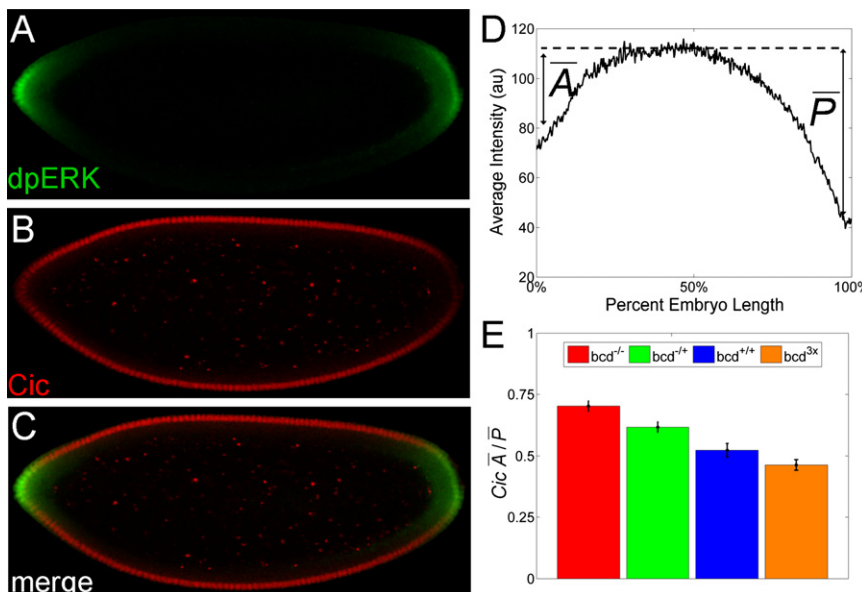 A
dpERK
B
Cic
C
merge
D
120
100
80
60
40
20
Average Intensity (au)
A
P
0%
50%
100%
Percent Embryo Length
E
bcd-/-
bcd-/+
bcd+/+
bcd3x
1
0.75
0.5
0.25
0
Cic A / P